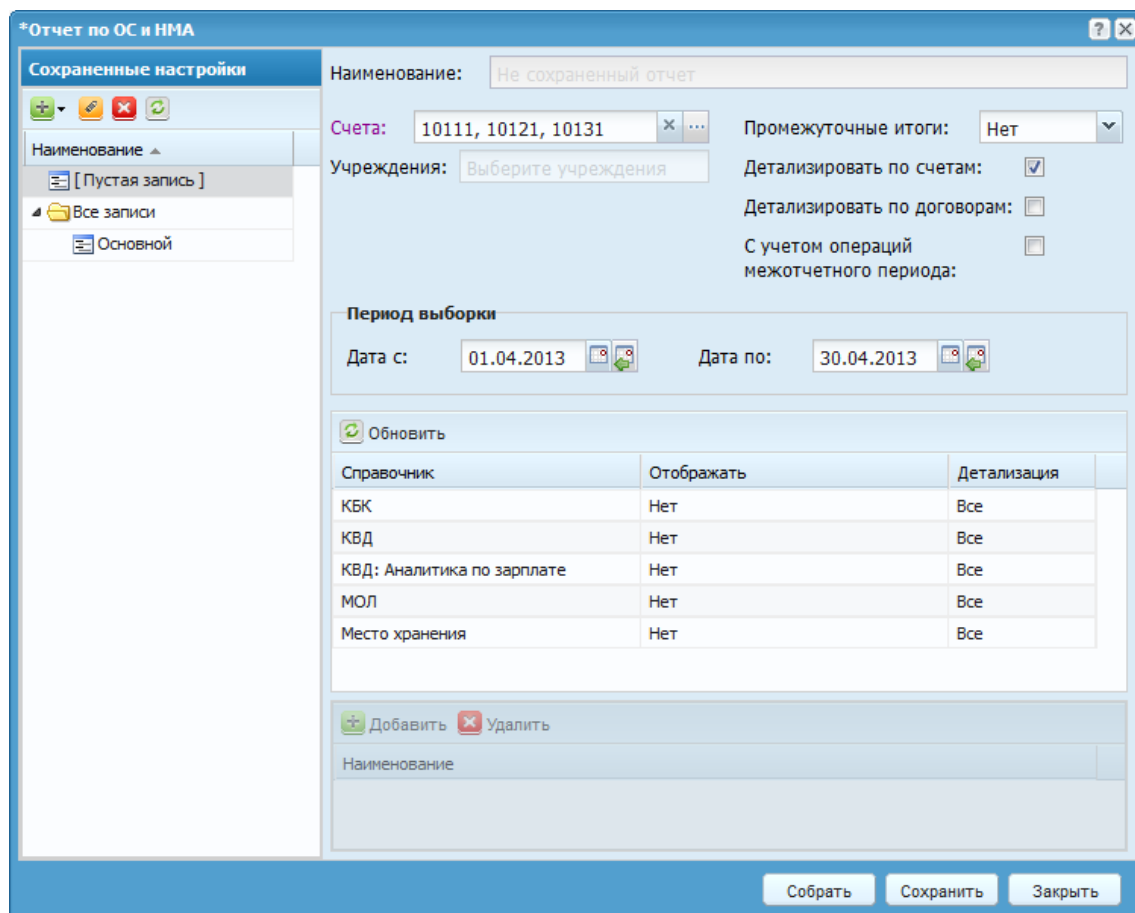 *Отчет по ОС и НМА
Сохраненные настройки
Наименование
[ Пустая запись ]
Все записи
Основной
Наименование: Не сохраненный отчет
Счета: 10111, 10121, 10131
Промежуточные итоги: Нет
Учреждения: Выберите учреждения
Детализировать по счетам:
Детализировать по договорам:
С учетом операций
межотчетного периода:
Период выборки
Дата с: 01.04.2013 Дата по: 30.04.2013
Обновить
Справочник Отображать Детализация
КБК Нет Все
КВД Нет Все
КВД: Аналитика по зарплате Нет Все
МОЛ Нет Все
Место хранения Нет Все
Добавить Удалить
Наименование
Собрать Сохранить Закрыть